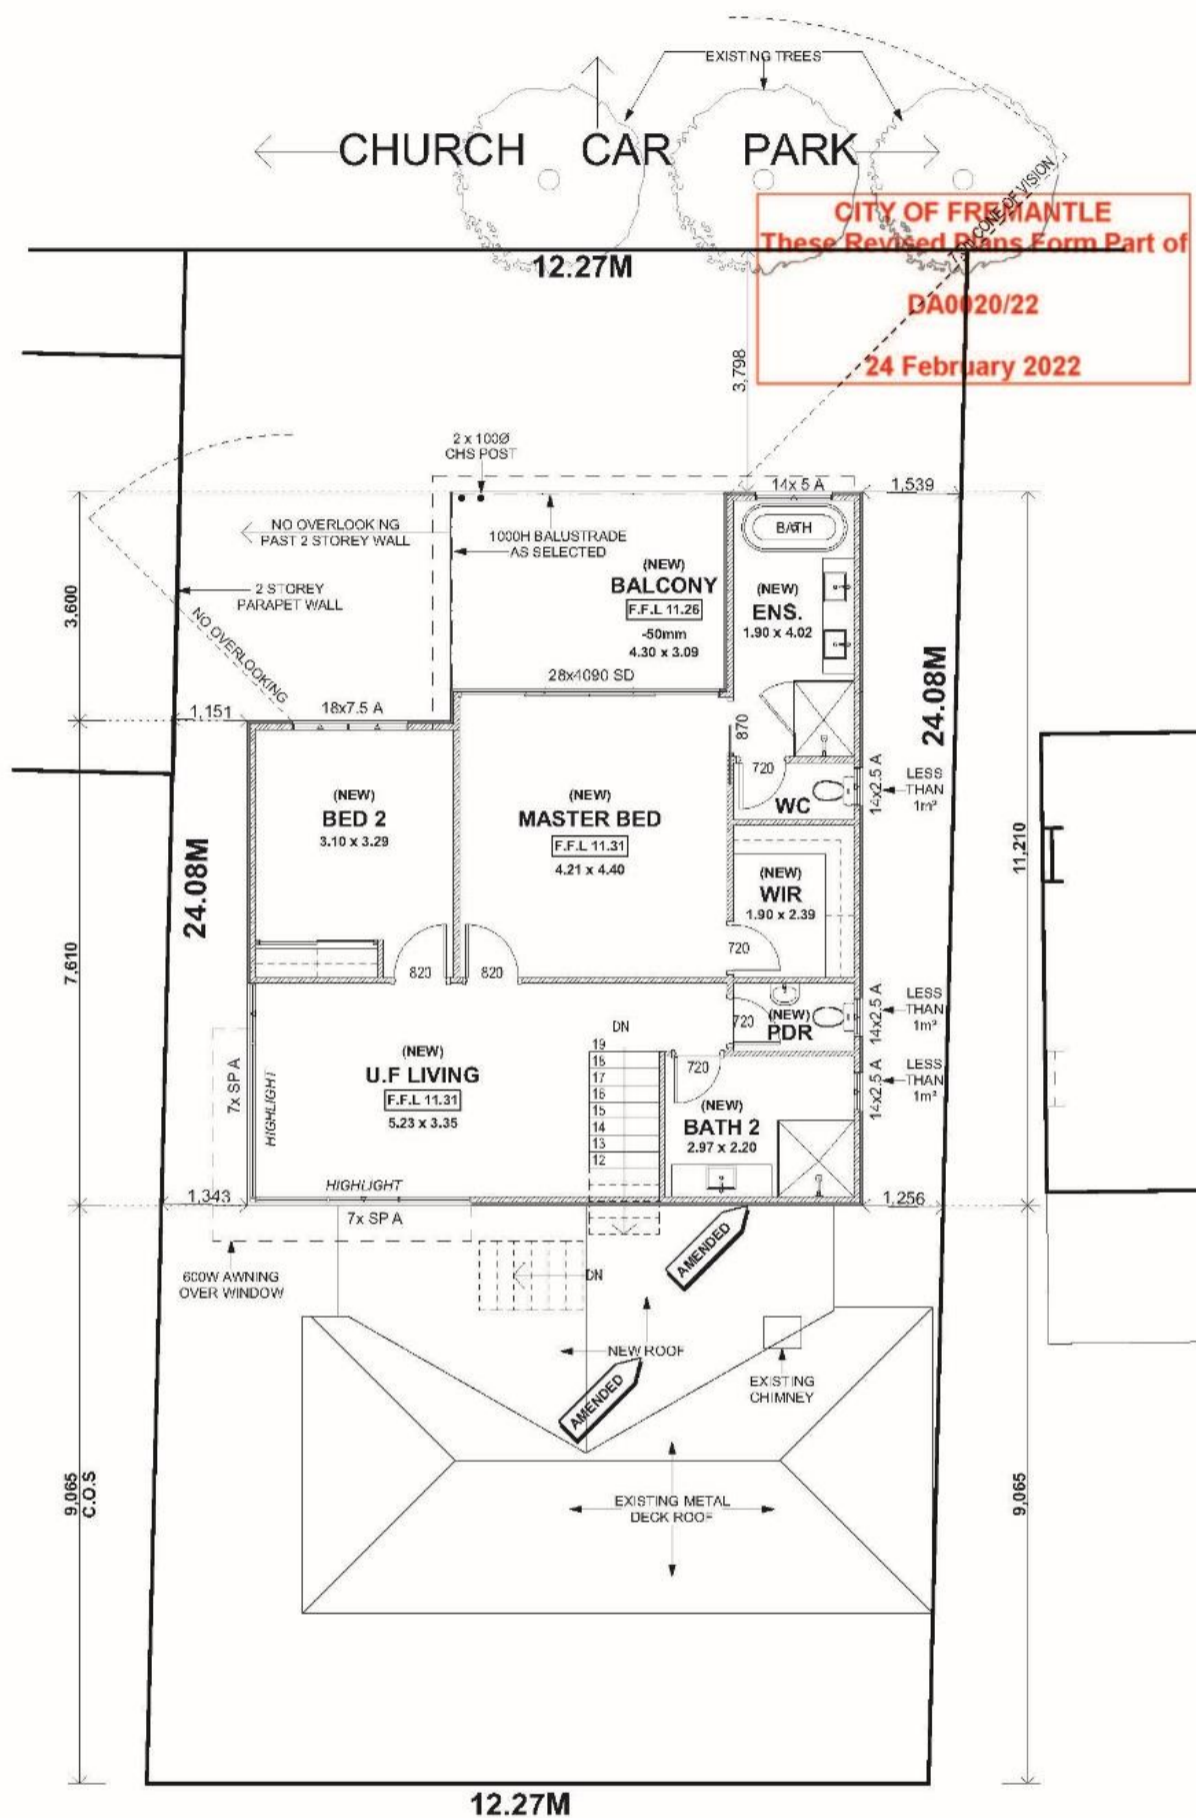 EXISTING TREES
CHURCH CAR PARK
CITY OF FREMANTLE
These Revised Plans Form Part of
DA0020/22
24 February 2022
CONE OF VISION
12.27M
3,798
2 x 100Ø
CHS POST
14x 5 A
1,539
NO OVERLOOKING
PAST 2 STOREY WALL
1000H BALUSTRADE
AS SELECTED
BATH
2 STOREY
PARAPET WALL
NO OVERLOOKING
(NEW)
BALCONY
F.F.L 11.26
-50mm
4.30 x 3.09
(NEW)
ENS.
1.90 x 4.02
3,600
28x4090 SD
24.08M
1,151
18x7.5 A
870
720
WC
14x2.5 A
LESS
THAN
1m²
(NEW)
BED 2
3.10 x 3.29
(NEW)
MASTER BED
F.F.L 11.31
4.21 x 4.40
24.08M
11,210
(NEW)
WIR
1.90 x 2.39
720
7,610
820
820
(NEW)
PDR
720
14x2.5 A
LESS
THAN
1m²
DN
19
18
17
16
15
14
13
12
(NEW)
U.F LIVING
F.F.L 11.31
5.23 x 3.35
7x SP A
HIGHLIGHT
720
(NEW)
BATH 2
2.97 x 2.20
14x2.5 A
LESS
THAN
1m²
HIGHLIGHT
1,343
7x SP A
1,256
AMENDED
600W AWNING
OVER WINDOW
DN
NEW ROOF
AMENDED
EXISTING
CHIMNEY
EXISTING METAL
DECK ROOF
9,065
C.O.S
9,065
12.27M